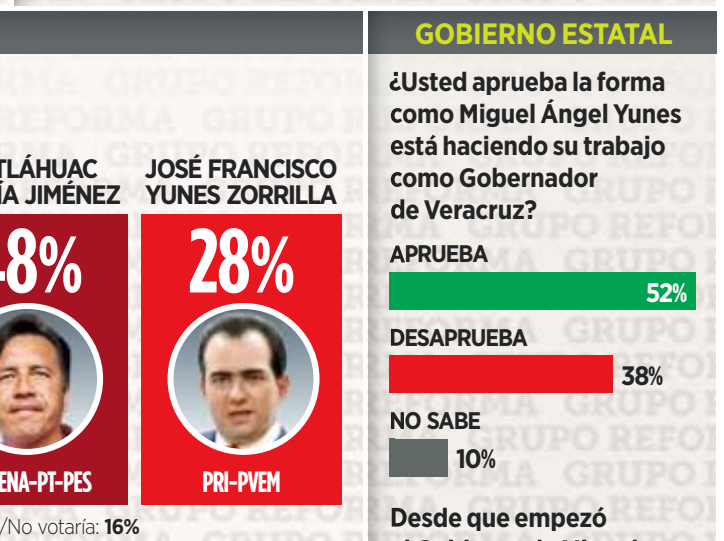 TLÁHUAC
ÍA JIMÉNEZ
8%
ENA-PT-PES
JOSÉ FRANCISCO
YUNES ZORRILLA
28%
PRI-PVEM
/No votaría: 16%
GOBIERNO ESTATAL
¿Usted aprueba la forma
como Miguel Ángel Yunes
está haciendo su trabajo
como Gobernador
de Veracruz?
APRUEBA
52%
DESAPRUEBA
38%
NO SABE
10%
Desde que empezó